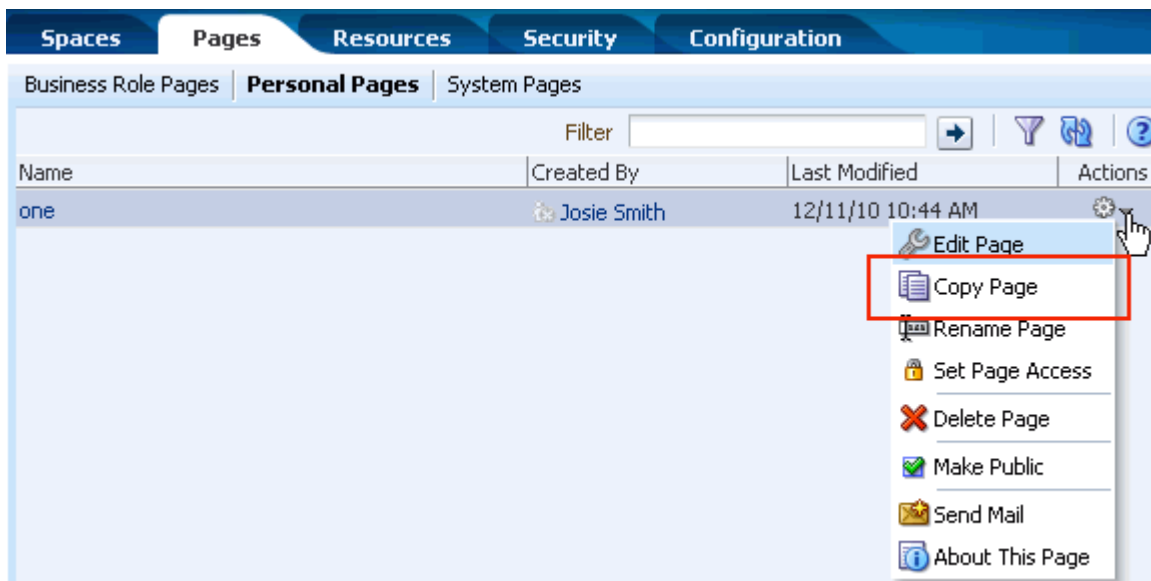 Spaces Pages Resources Security Configuration
Business Role Pages Personal Pages System Pages
Filter
Name Created By Last Modified Actions
one Josie Smith 12/11/10 10:44 AM
Edit Page
Copy Page
Rename Page
Set Page Access
Delete Page
Make Public
Send Mail
About This Page